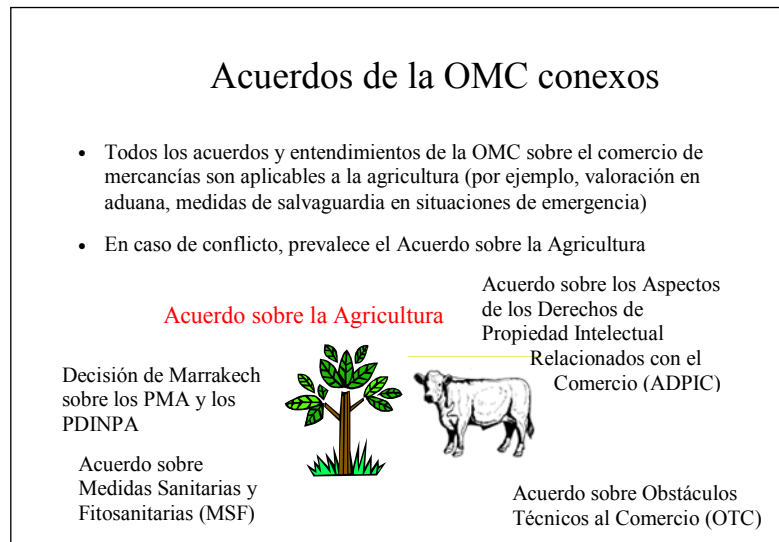 Acuerdos de la OMC conexos
• Todos los acuerdos y entendimientos de la OMC sobre el comercio de
mercancías son aplicables a la agricultura (por ejemplo, valoración en
aduana, medidas de salvaguardia en situaciones de emergencia)
• En caso de conflicto, prevalece el Acuerdo sobre la Agricultura
Acuerdo sobre la Agricultura
Acuerdo sobre los Aspectos
de los Derechos de
Propiedad Intelectual
Relacionados con el
Comercio (ADPIC)
Decisión de Marrakech
sobre los PMA y los
PDINPA
Acuerdo sobre
Medidas Sanitarias y
Fitosanitarias (MSF)
Acuerdo sobre Obstáculos
Técnicos al Comercio (OTC)